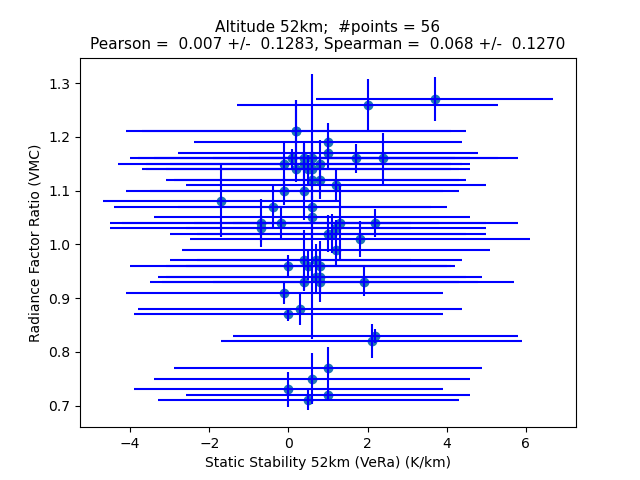 Altitude 52km;  #points = 56
Pearson =  0.007 +/-  0.1283, Spearman =  0.068 +/-  0.1270
1.3
1.2
1.1
1.0
0.9
0.8
0.7
Radiance Factor Ratio (VMC)
−4 −2 0 2 4 6
Static Stability 52km (VeRa) (K/km)